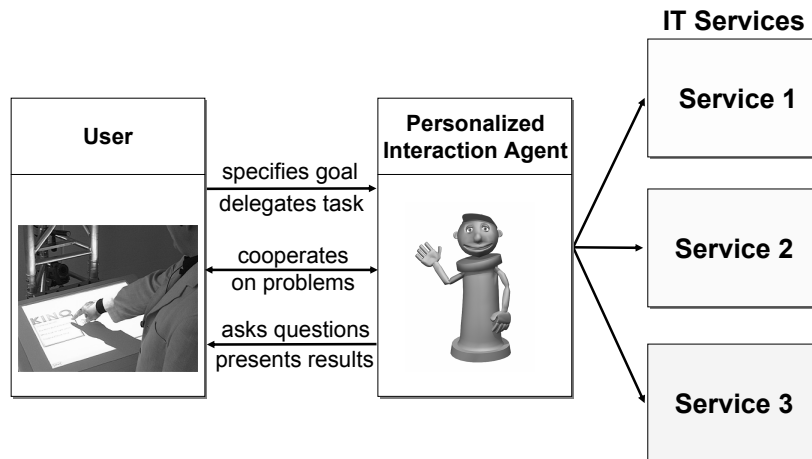 IT Services
User
Personalized
Interaction Agent
Service 1
specifies goal
delegates task
cooperates
on problems
Service 2
KINO
asks questions
presents results
Service 3